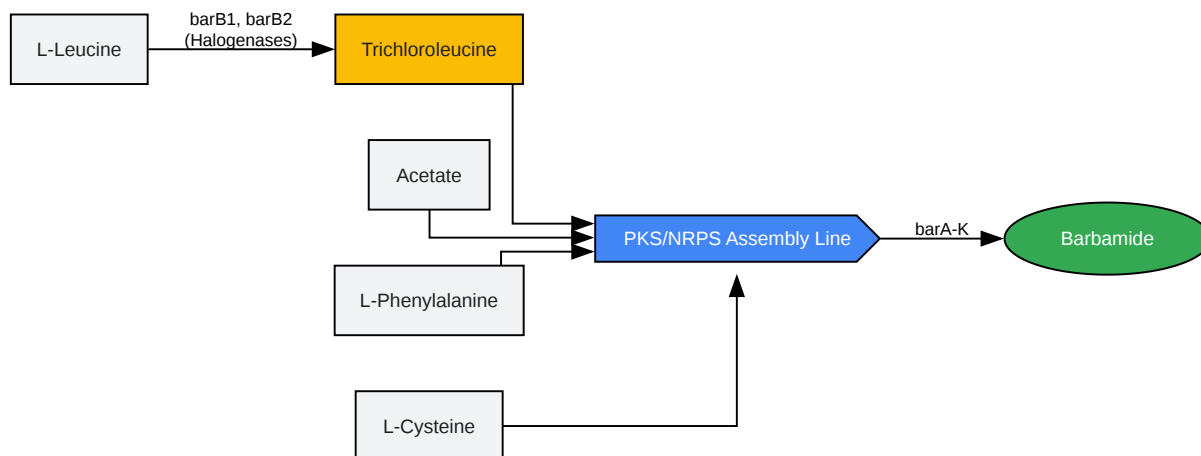 L-Leucine
barB1, barB2
(Halogenases)
Trichloroleucine
Acetate
PKS/NRPS Assembly Line
barA-K
Barbamide
L-Phenylalanine
L-Cysteine